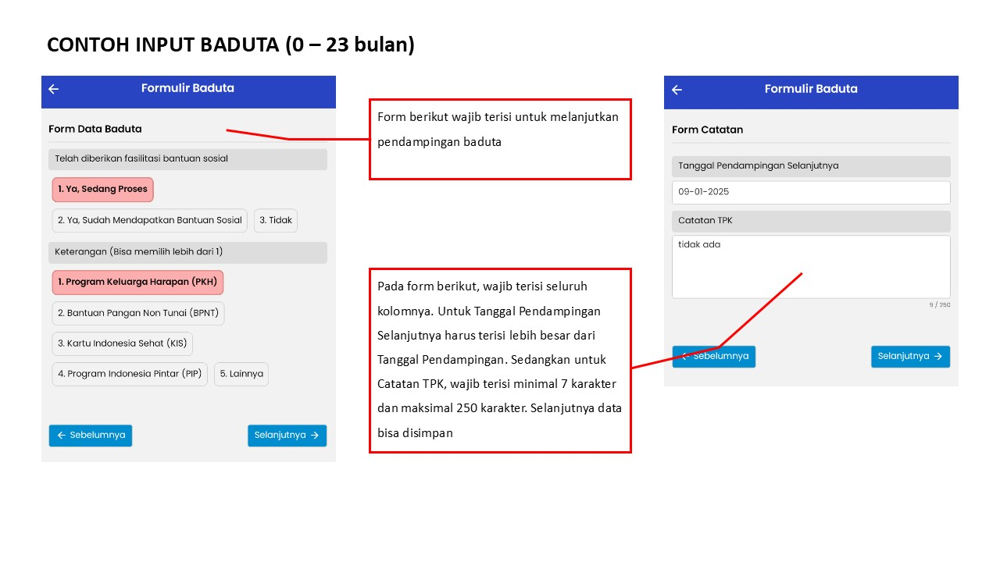 CONTOH INPUT BADUTA (0 – 23 bulan)
Formulir Baduta
Form Data Baduta
Telah diberikan fasilitasi bantuan sosial
1. Ya, Sedang Proses
2. Ya, Sudah Mendapatkan Bantuan Sosial
3. Tidak
Keterangan (Bisa memilih lebih dari 1)
1. Program Keluarga Harapan (PKH)
2. Bantuan Pangan Non Tunai (BPNT)
3. Kartu Indonesia Sehat (KIS)
4. Program Indonesia Pintar (PIP)
5. Lainnya
← Sebelumnya
Selanjutnya →
Form berikut wajib terisi untuk melanjutkan
pendampingan baduta
Pada form berikut, wajib terisi seluruh
kolomnya. Untuk Tanggal Pendampingan
Selanjutnya harus terisi lebih besar dari
Tanggal Pendampingan. Sedangkan untuk
Catatan TPK, wajib terisi minimal 7 karakter
dan maksimal 250 karakter. Selanjutnya data
bisa disimpan
Formulir Baduta
Form Catatan
Tanggal Pendampingan Selanjutnya
09-01-2025
Catatan TPK
tidak ada
9 / 250
← Sebelumnya
Selanjutnya →